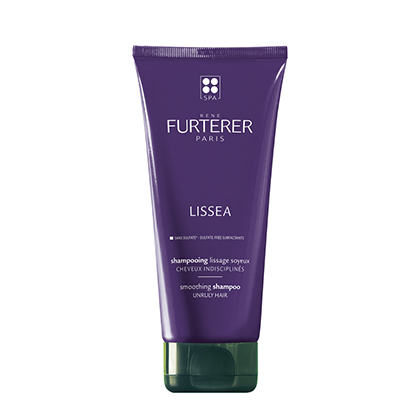 SPA
RENE
FURTERER
PARIS
LISSEA
SANS SULFATE* - SULFATE-FREE SURFACTANTS
shampooing lissage soyeux
CHEVEUX INDISCIPLINÉS
smoothing shampoo
UNRULY HAIR